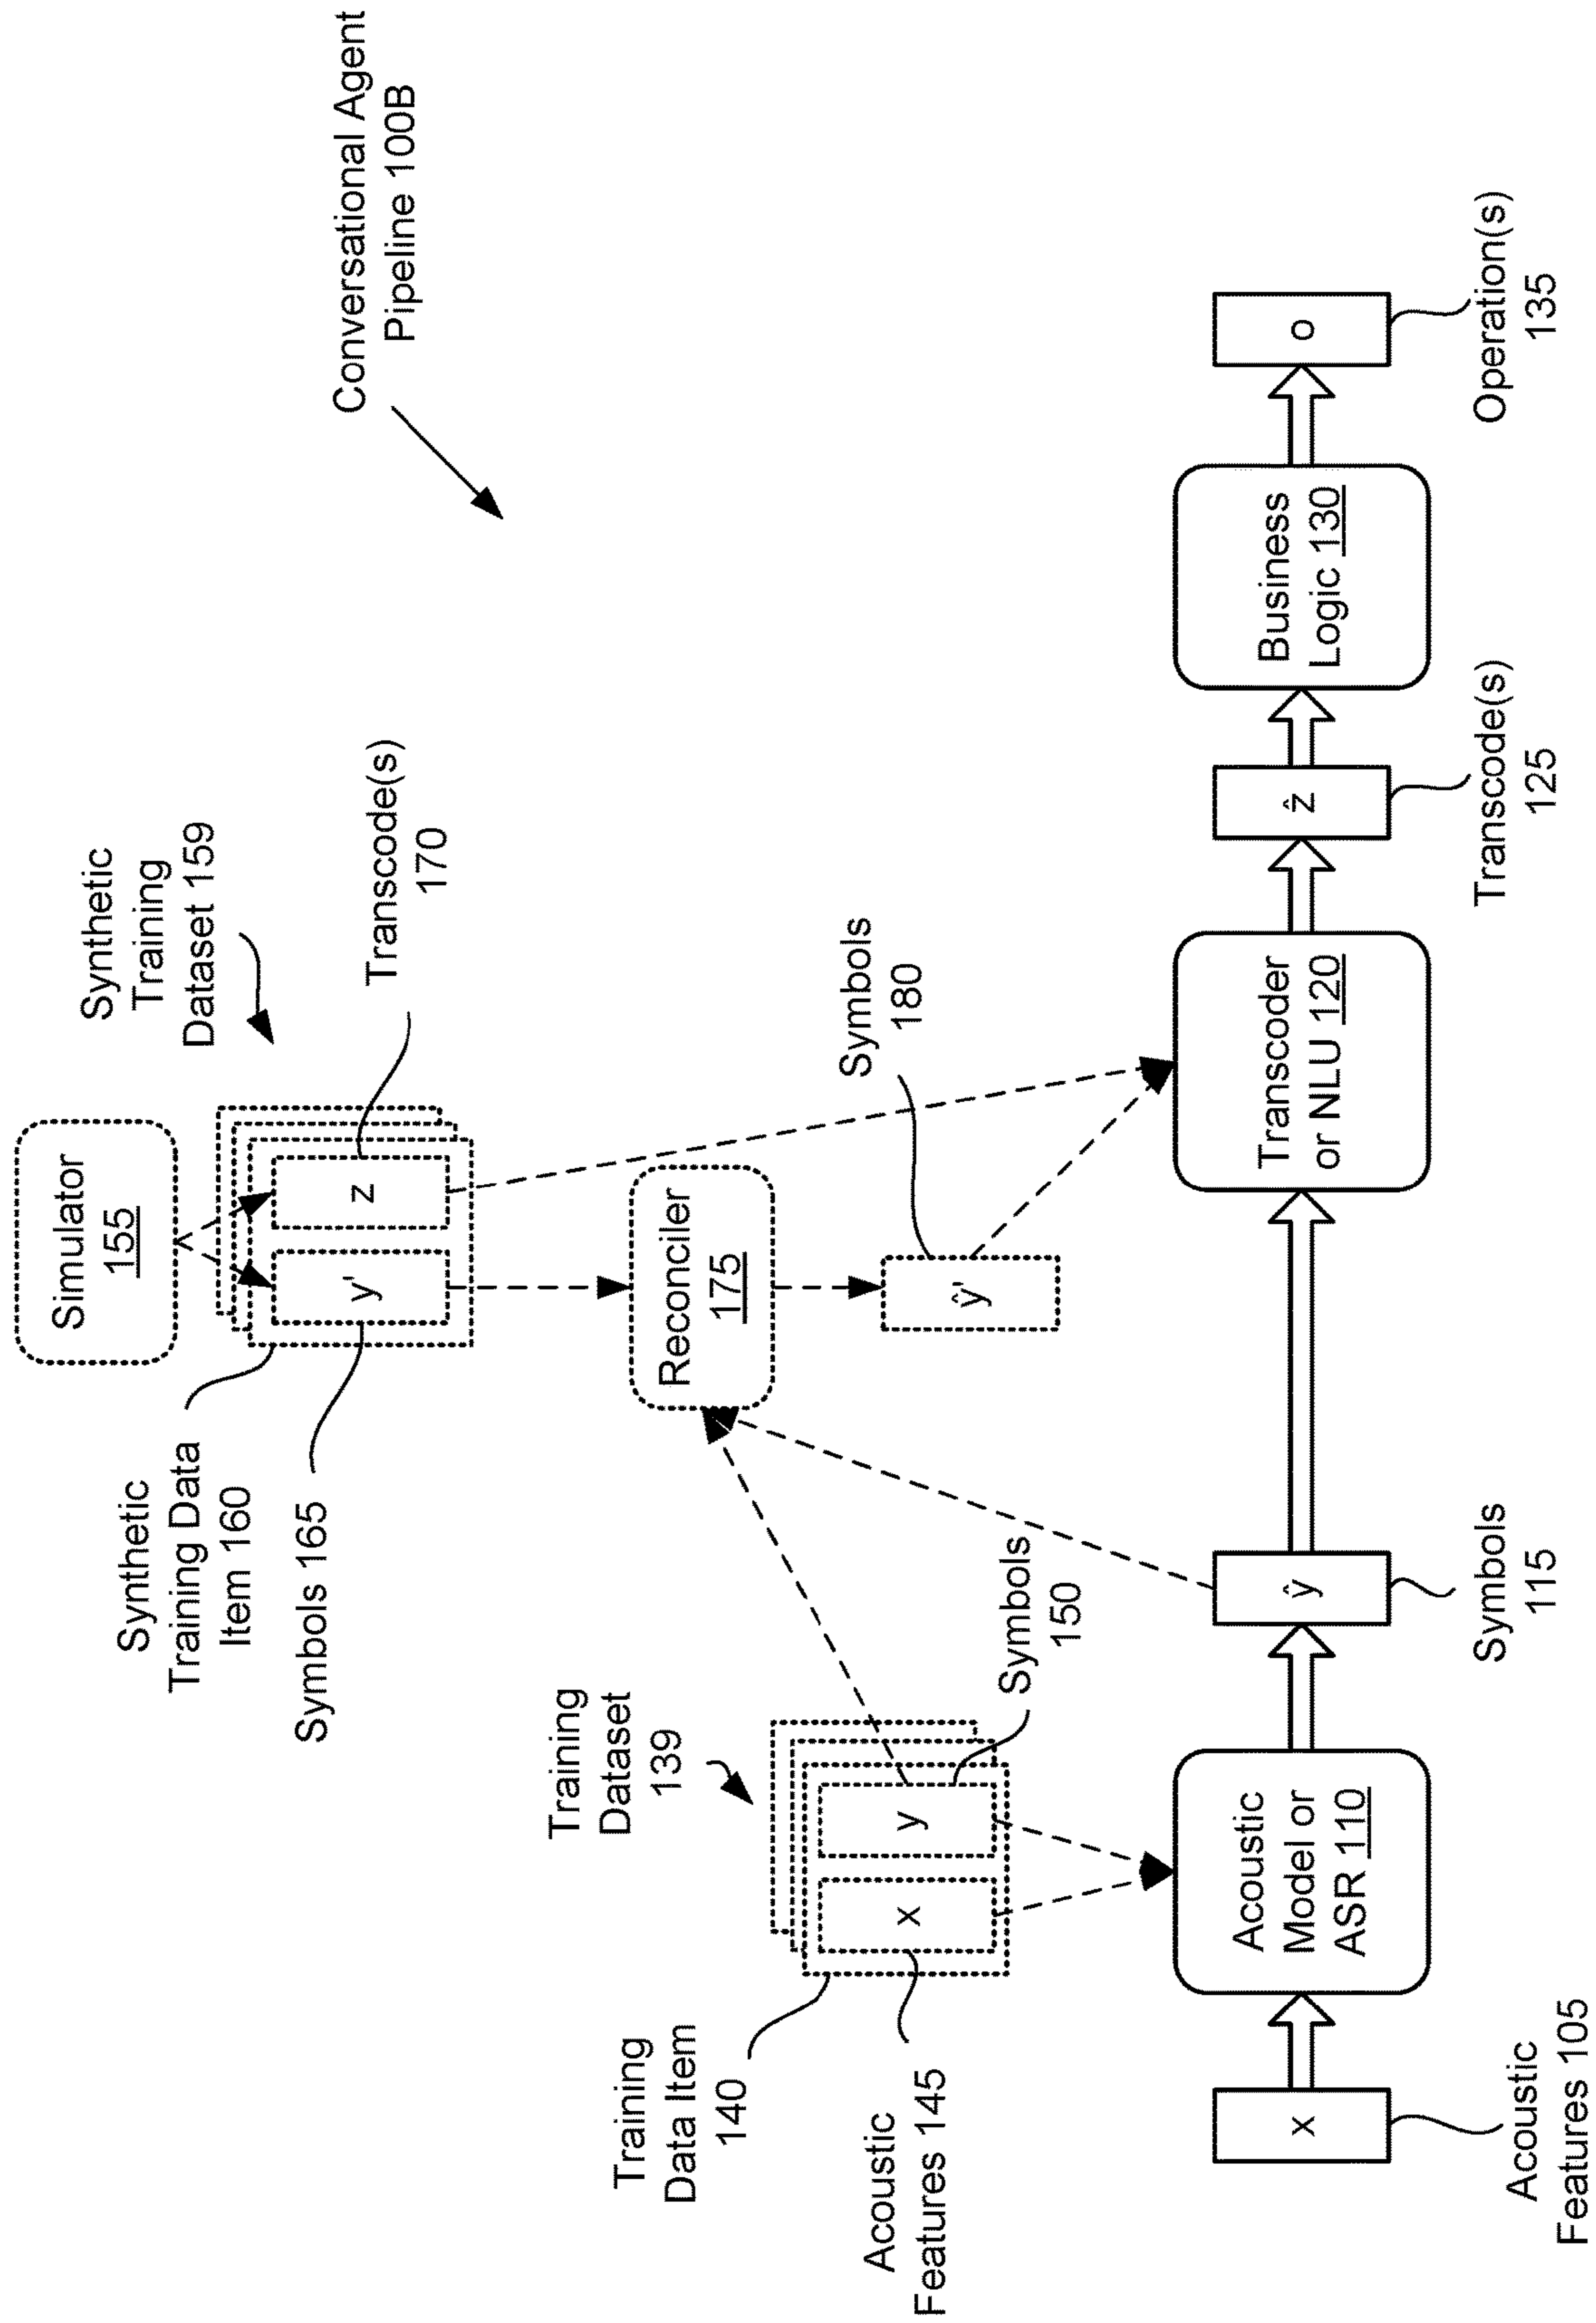 Conversational Agent
Pipeline 100B
Simulator
155
Synthetic
Training
Dataset 159
Synthetic
Training Data
Item 160
y'
z
Symbols 165
Transcode(s)
170
Training
Dataset
139
Reconciler
175
Training
Data Item
140
x
y
Symbols
150
Acoustic
Features 145
ŷ'
Symbols
180
x
Acoustic
Model or
ASR 110
ŷ
Transcoder
or NLU 120
ẑ
Business
Logic 130
o
Acoustic
Features 105
Symbols
115
Transcode(s)
125
Operation(s)
135